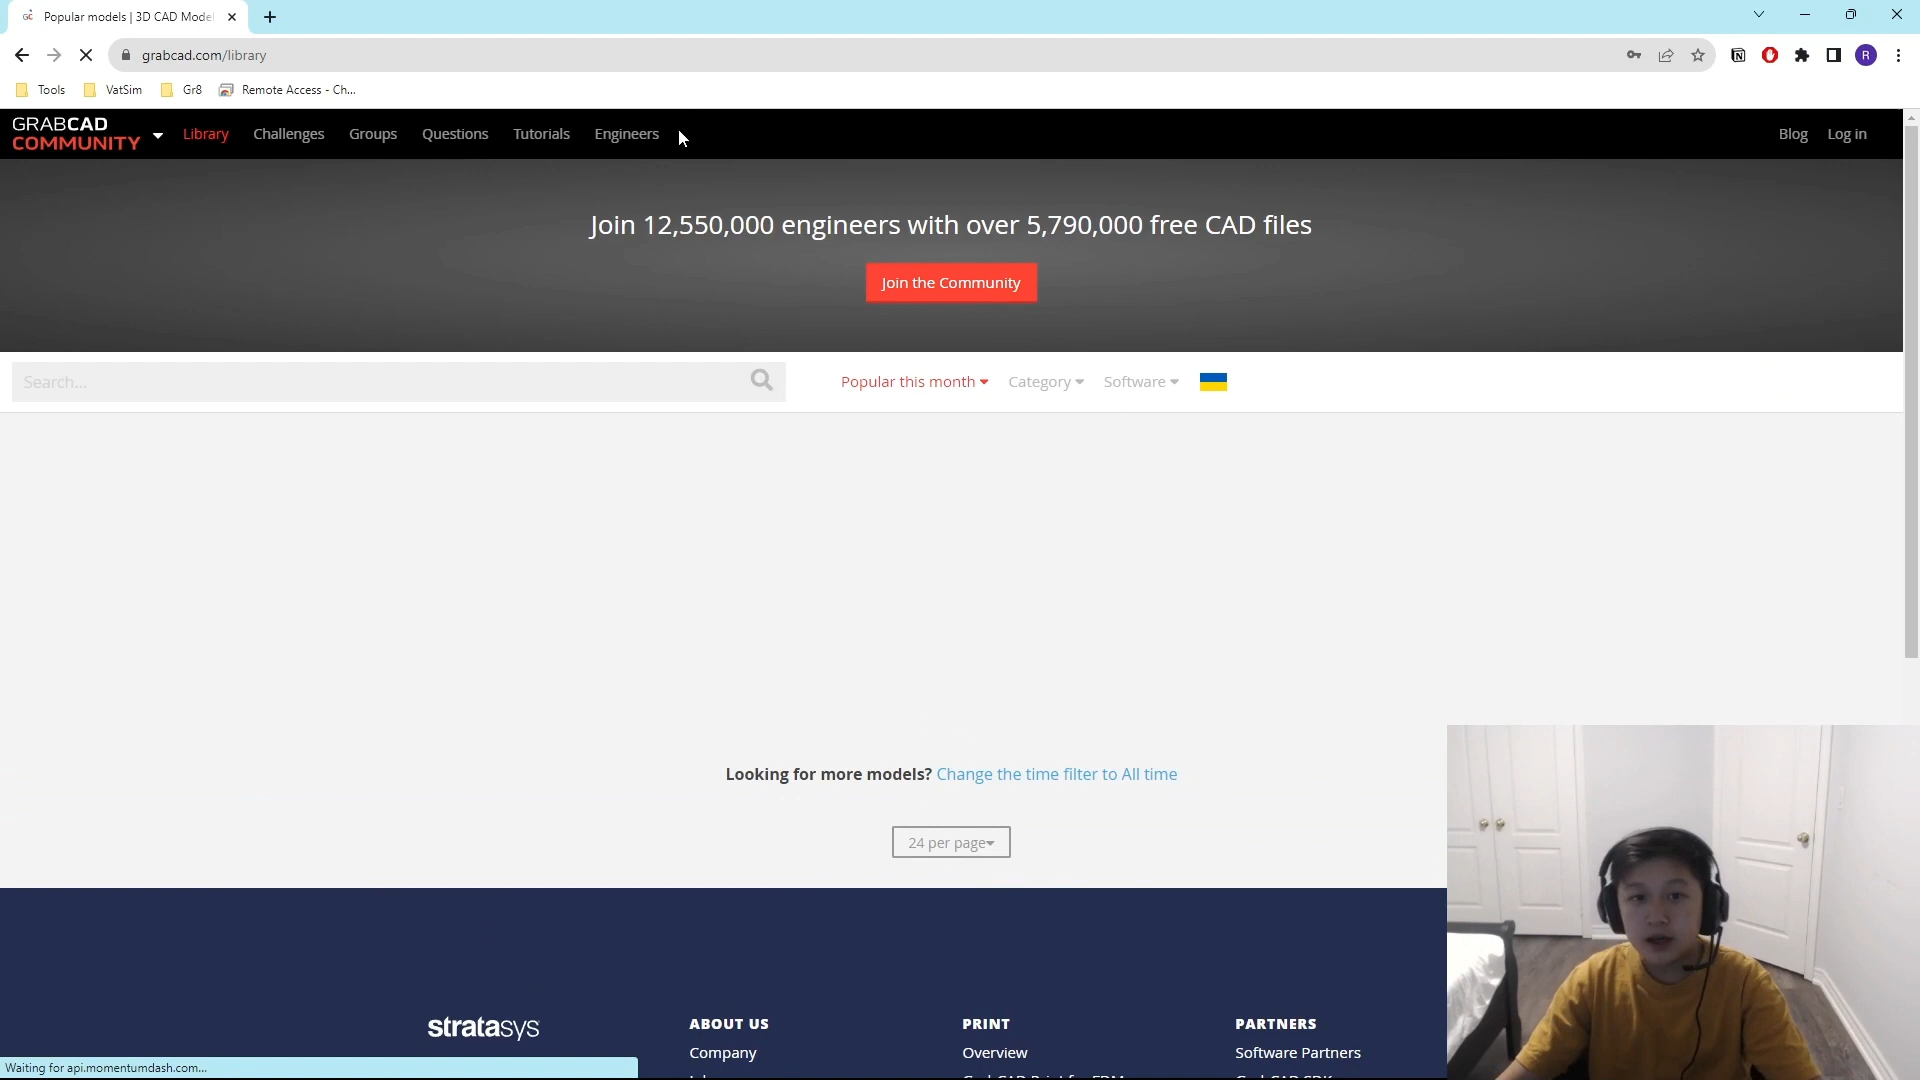 Popular models | 3D CAD Model
grabcad.com/library
Tools
VatSim
Gr8
Remote Access - Ch...
R
GRABCAD
COMMUNITY
Library
Challenges
Groups
Questions
Tutorials
Engineers
Blog
Log in
Join 12,550,000 engineers with over 5,790,000 free CAD files
Join the Community
Search...
Popular this month
Category
Software
Looking for more models? Change the time filter to All time
24 per page
stratasys
ABOUT US
PRINT
PARTNERS
Company
Overview
Software Partners
Waiting for api.momentumdash.com...